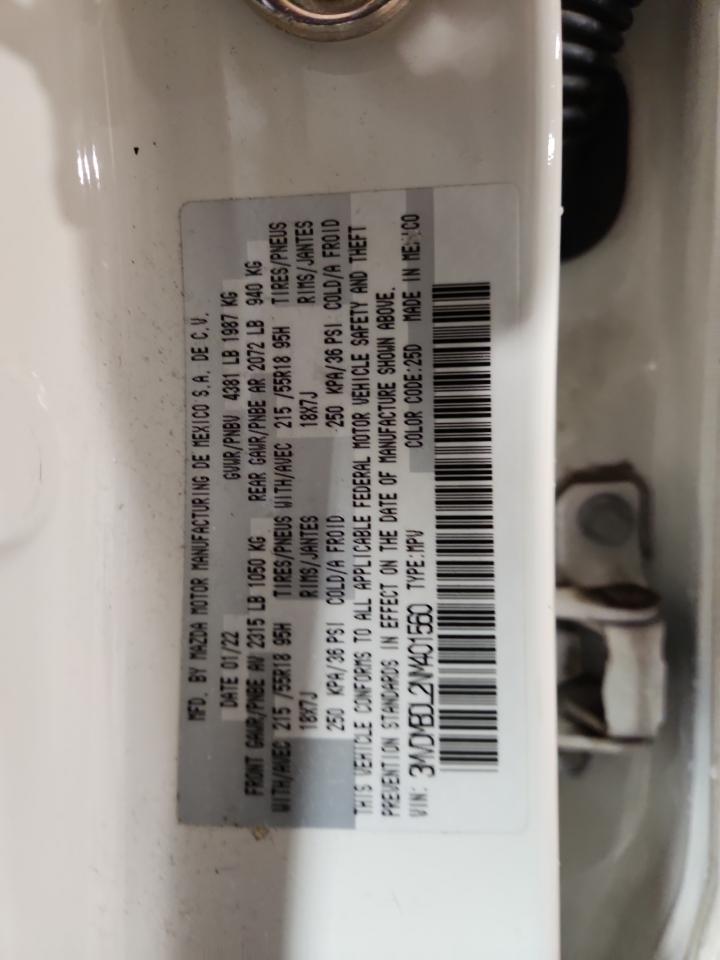 MFD. BY MAZDA MOTOR MANUFACTURING DE MEXICO S.A. DE C.V.
DATE 01/22 GVWR/PNBV 4381 LB 1987 KG
FRONT GAWR/PNBE AV 2315 LB 1050 KG REAR GAWR/PNBE AR 2072 LB 940 KG
WITH/AVEC 215 /55R18 95H TIRES/PNEUS WITH/AVEC 215 /55R18 95H TIRES/PNEUS
18X7J RIMS/JANTES 18X7J RIMS/JANTES
250 KPA/36 PSI COLD/A FROID 250 KPA/36 PSI COLD/A FROID
THIS VEHICLE CONFORMS TO ALL APPLICABLE FEDERAL MOTOR VEHICLE SAFETY AND THEFT
PREVENTION STANDARDS IN EFFECT ON THE DATE OF MANUFACTURE SHOWN ABOVE.
VIN: 3MVDMBDL2NM401560 TYPE:MPV COLOR CODE:25D MADE IN MEXICO